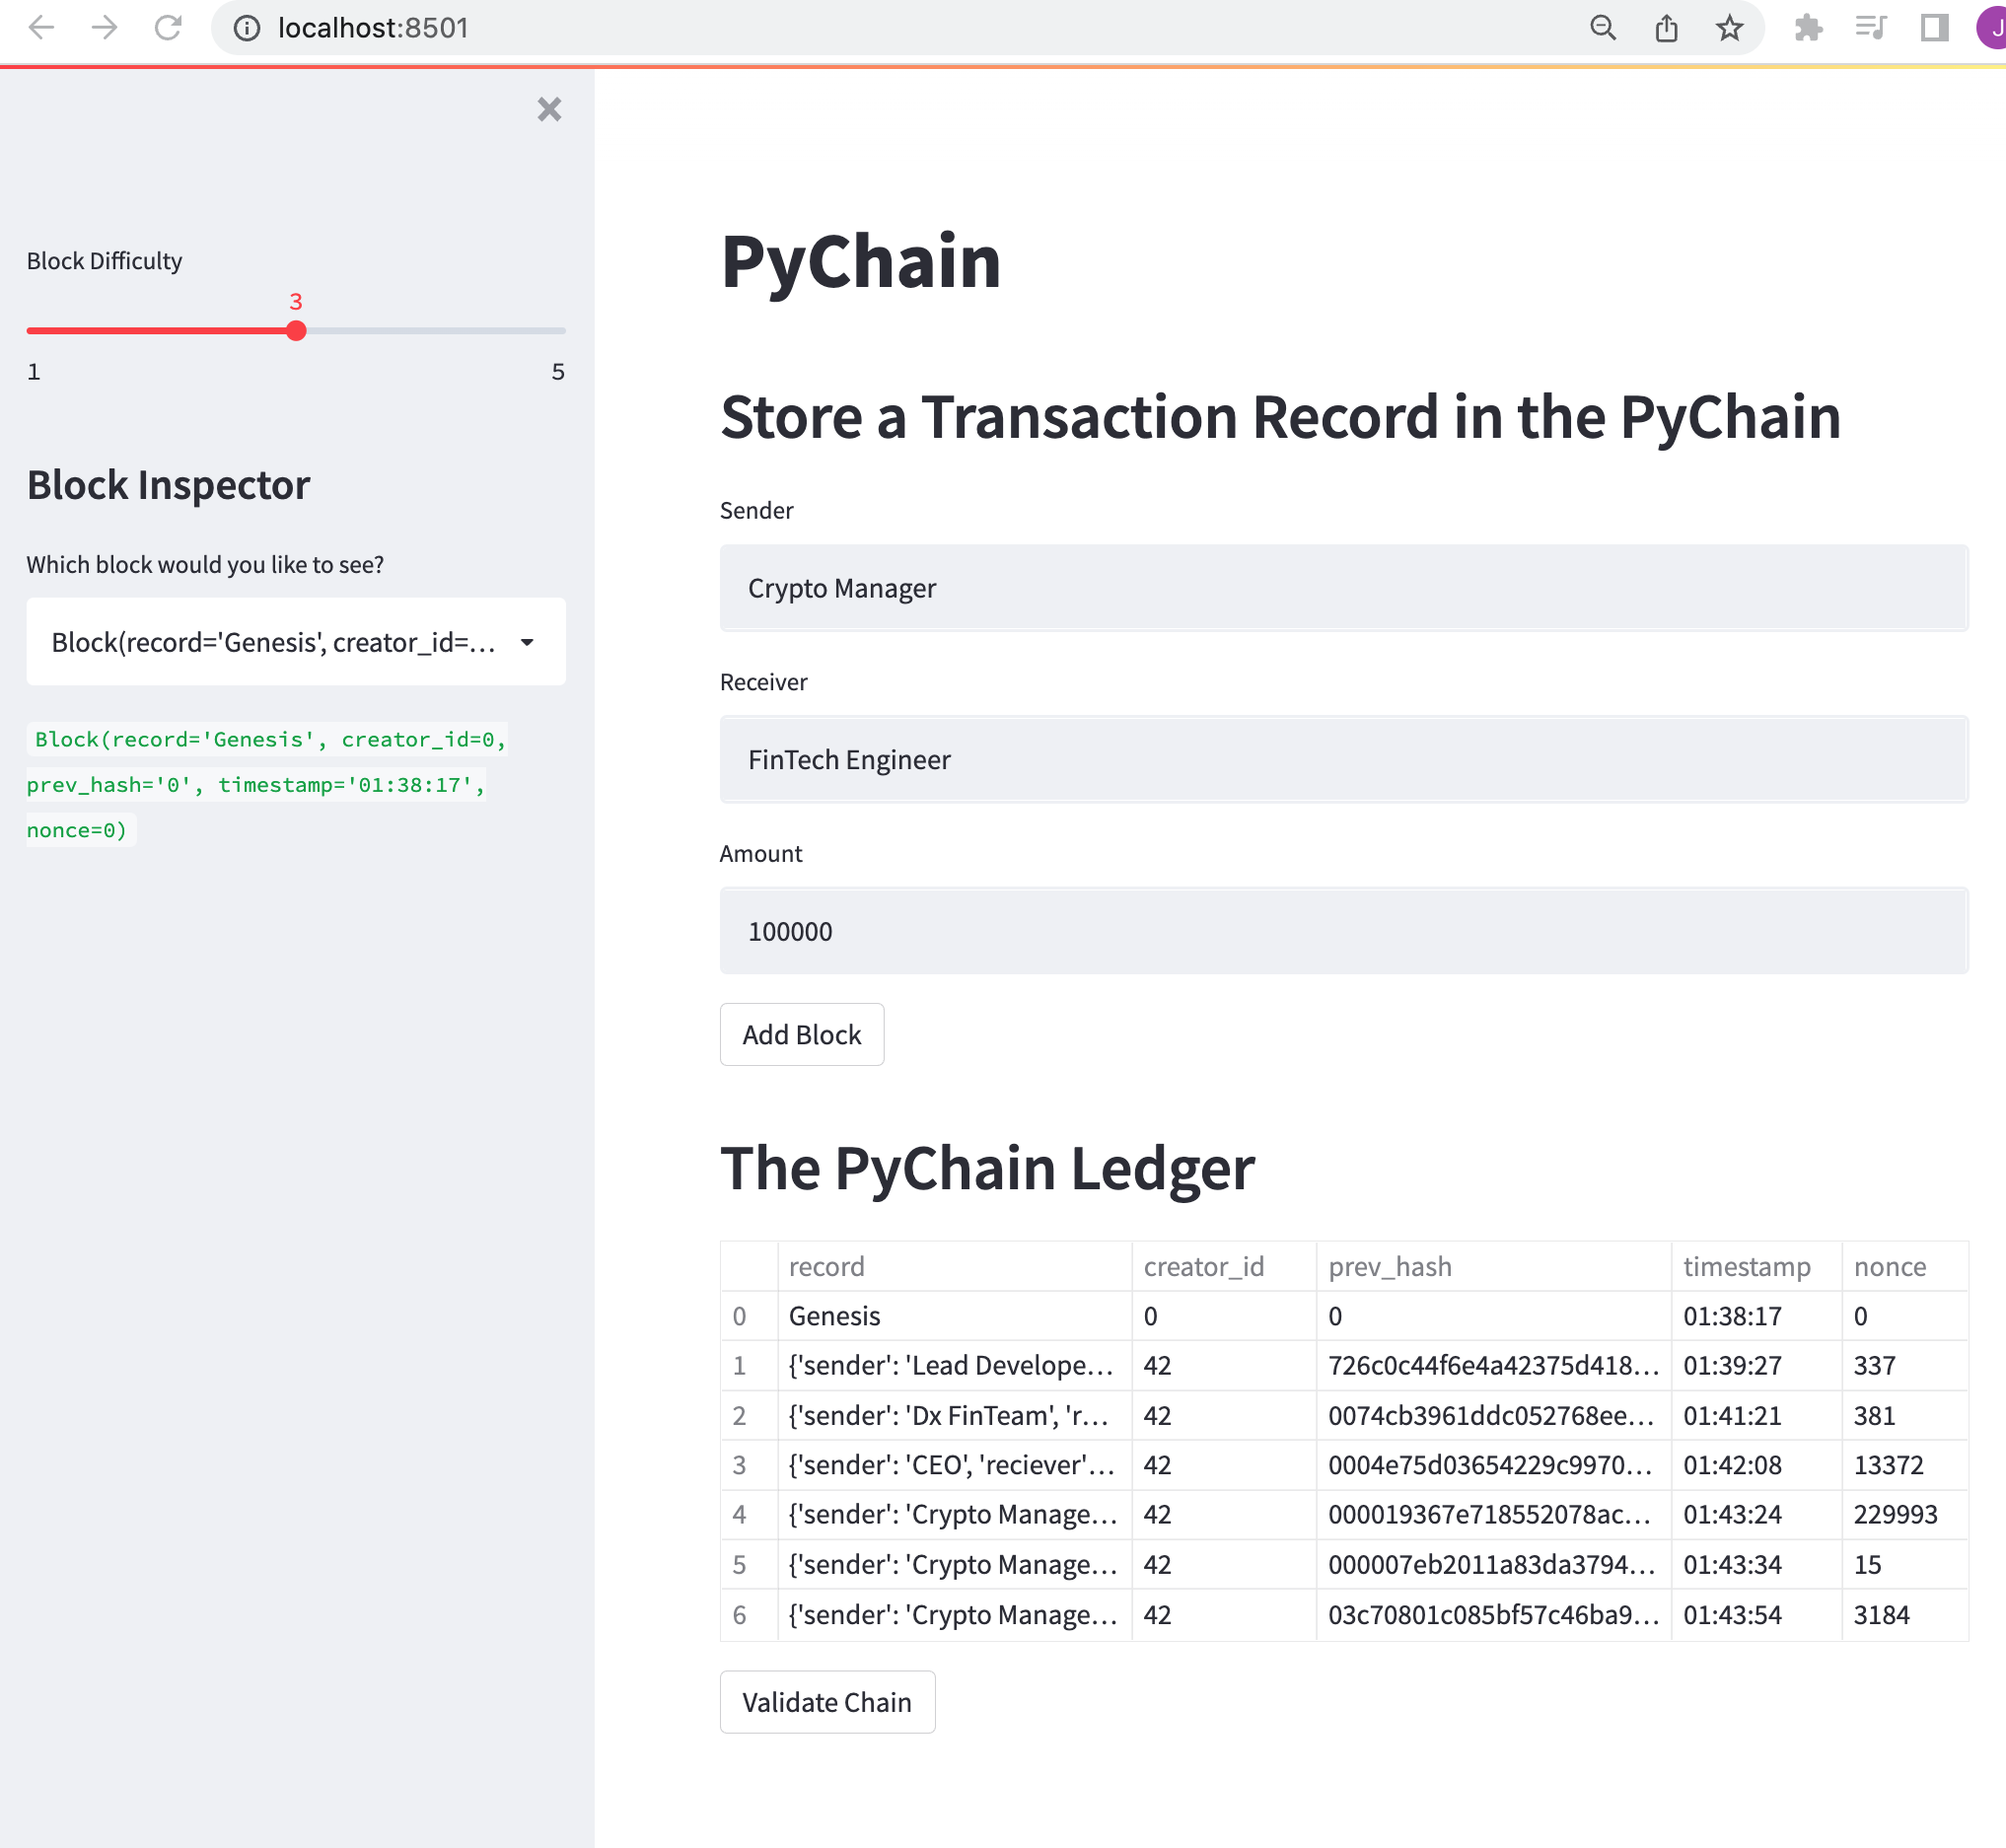 localhost:8501
J
Block Difficulty
3
1 5
Block Inspector
Which block would you like to see?
Block(record='Genesis', creator_id=...
Block(record='Genesis', creator_id=0,
prev_hash='0', timestamp='01:38:17',
nonce=0)
PyChain
Store a Transaction Record in the PyChain
Sender
Crypto Manager
Receiver
FinTech Engineer
Amount
100000
Add Block
The PyChain Ledger
record creator_id prev_hash timestamp nonce
0 Genesis 0 0 01:38:17 0
1 {'sender': 'Lead Develope... 42 726c0c44f6e4a42375d418... 01:39:27 337
2 {'sender': 'Dx FinTeam', 'r... 42 0074cb3961ddc052768ee... 01:41:21 381
3 {'sender': 'CEO', 'reciever'... 42 0004e75d03654229c9970... 01:42:08 13372
4 {'sender': 'Crypto Manage... 42 000019367e718552078ac... 01:43:24 229993
5 {'sender': 'Crypto Manage... 42 000007eb2011a83da3794... 01:43:34 15
6 {'sender': 'Crypto Manage... 42 03c70801c085bf57c46ba9... 01:43:54 3184
Validate Chain